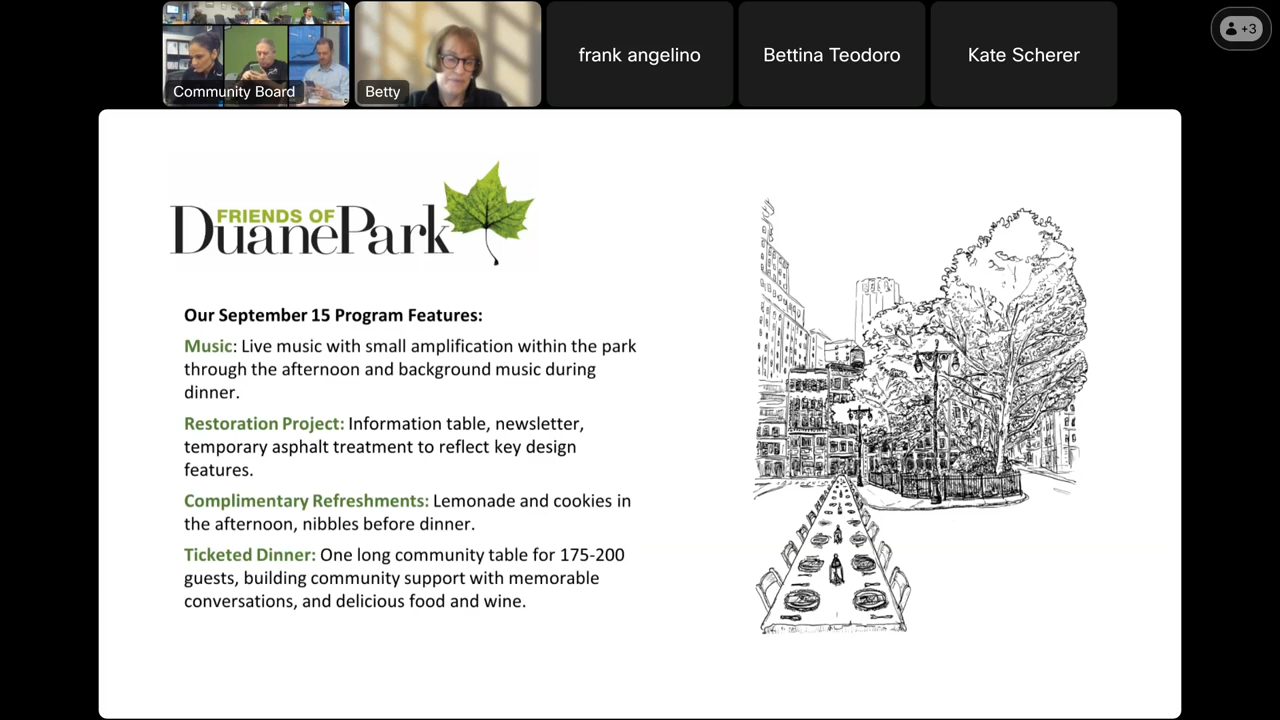 +3
Community Board
Betty
frank angelino
Bettina Teodoro
Kate Scherer
FRIENDS OF
DuanePark
Our September 15 Program Features:
Music: Live music with small amplification within the park
through the afternoon and background music during
dinner.
Restoration Project: Information table, newsletter,
temporary asphalt treatment to reflect key design
features.
Complimentary Refreshments: Lemonade and cookies in
the afternoon, nibbles before dinner.
Ticketed Dinner: One long community table for 175-200
guests, building community support with memorable
conversations, and delicious food and wine.